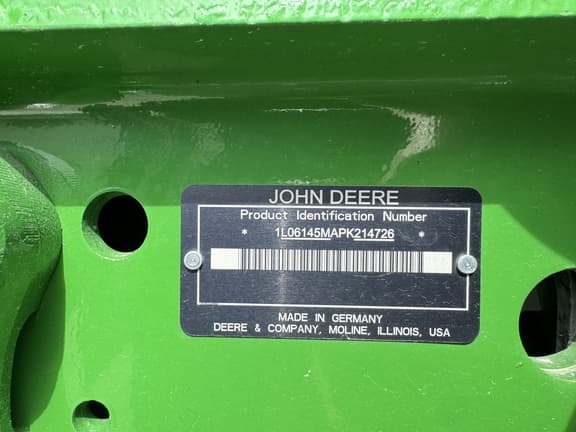 JOHN DEERE
Product Identification Number
* 1L06145MAPK214726 *
MADE IN GERMANY
DEERE & COMPANY, MOLINE, ILLINOIS, USA